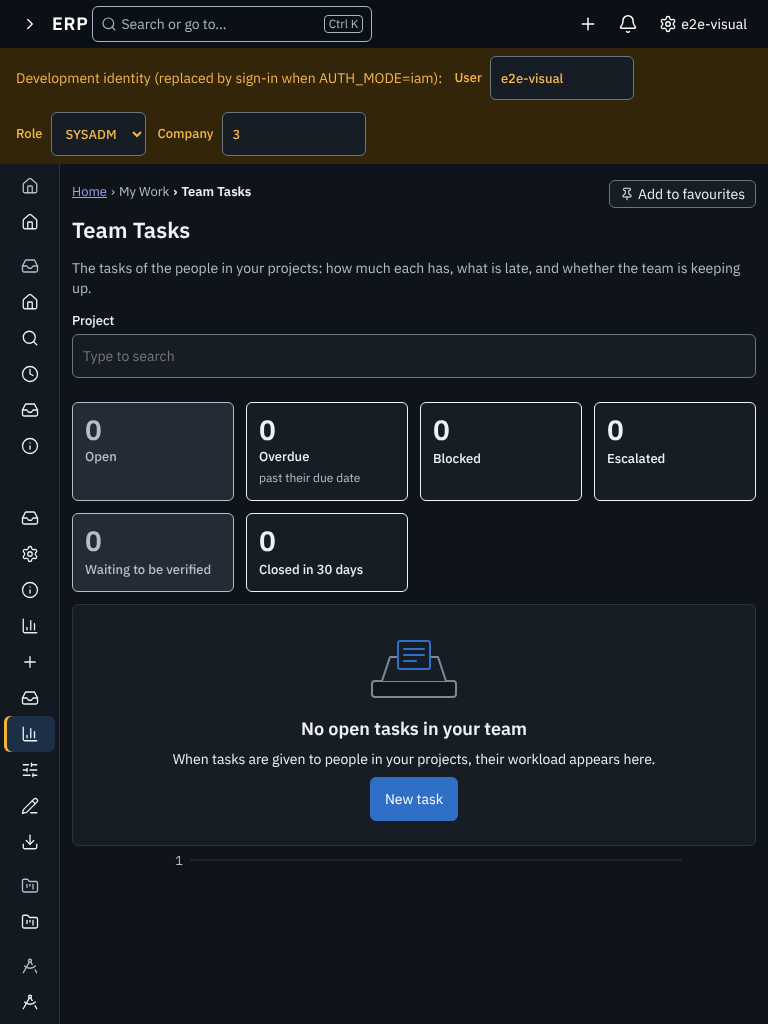 ERP
Search or go to...
Ctrl K
e2e-visual
Development identity (replaced by sign-in when AUTH_MODE=iam):
User
e2e-visual
Role
SYSADM
Company
3
Home › My Work › Team Tasks
Add to favourites
Team Tasks
The tasks of the people in your projects: how much each has, what is late, and whether the team is keeping
up.
Project
Type to search
0
Open
0
Overdue
past their due date
0
Blocked
0
Escalated
0
Waiting to be verified
0
Closed in 30 days
No open tasks in your team
When tasks are given to people in your projects, their workload appears here.
New task
1